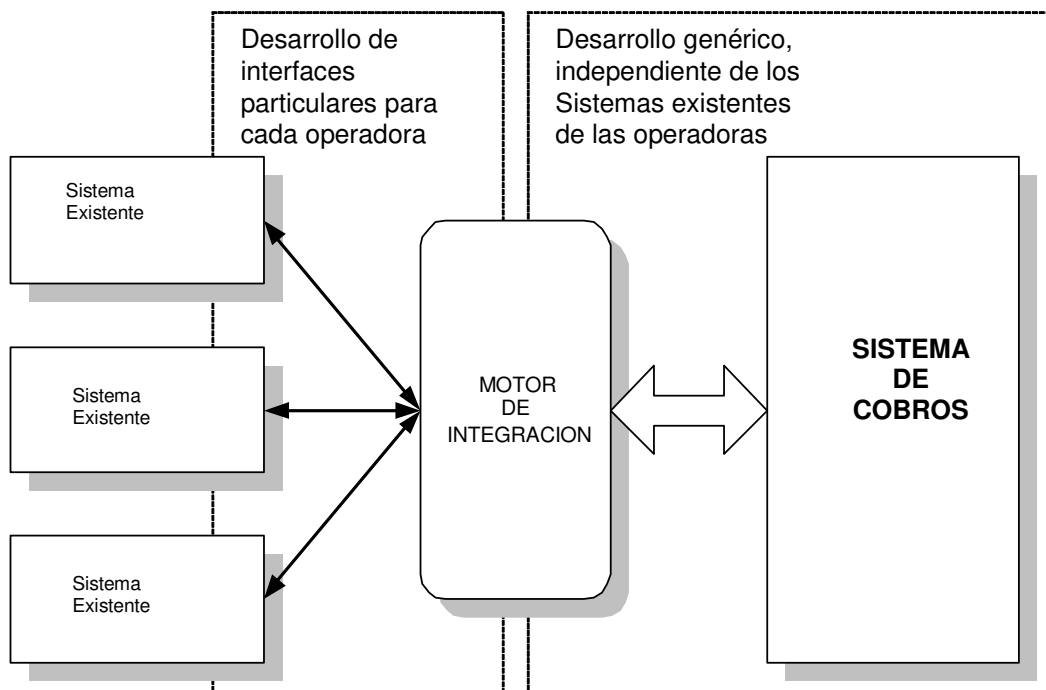 Desarrollo de
interfaces
particulares para
cada operadora
Desarrollo genérico,
independiente de los
Sistemas existentes
de las operadoras
Sistema
Existente
Sistema
Existente
Sistema
Existente
MOTOR
DE
INTEGRACION
SISTEMA
DE
COBROS